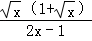 √x (1+√x)
2x − 1